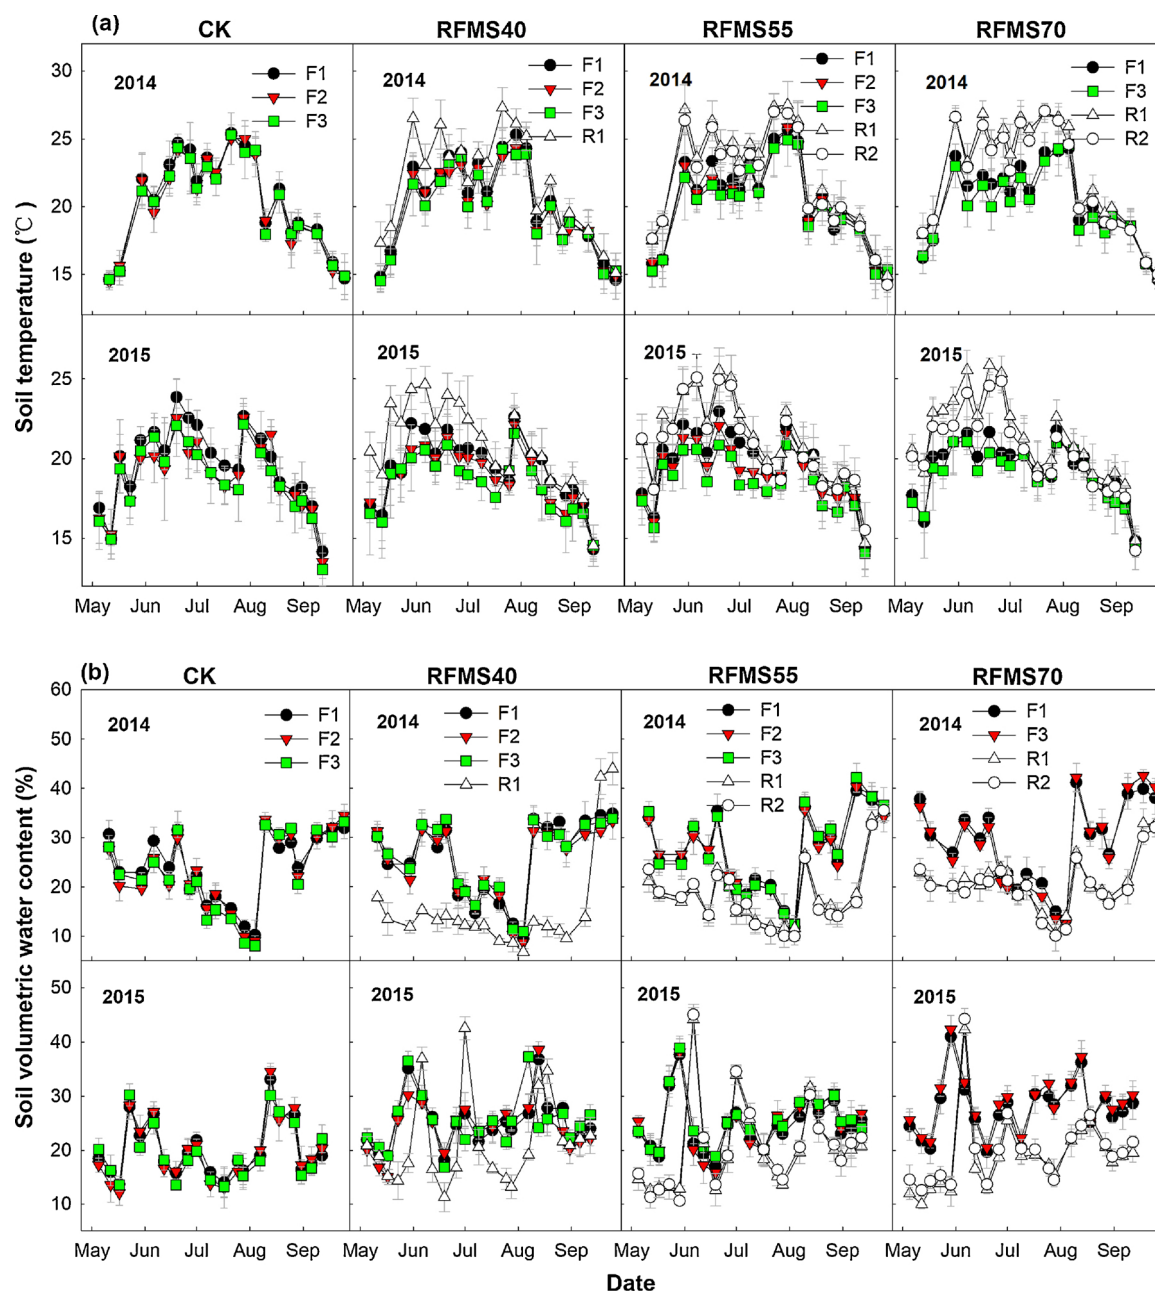 (a)
CK
RFMS40
RFMS55
RFMS70
Soil temperature (℃)
30
25
20
15
2014
F1
F2
F3
2014
F1
F2
F3
R1
2014
F1
F2
F3
R1
R2
2014
F1
F3
R1
R2
25
20
15
2015
2015
2015
2015
May Jun Jul Aug Sep
May Jun Jul Aug Sep
May Jun Jul Aug Sep
May Jun Jul Aug Sep
(b)
CK
RFMS40
RFMS55
RFMS70
Soil volumetric water content (%)
60
50
40
30
20
10
2014
F1
F2
F3
2014
F1
F2
F3
R1
2014
F1
F2
F3
R1
R2
2014
F1
F3
R1
R2
50
40
30
20
10
2015
2015
2015
2015
May Jun Jul Aug Sep
May Jun Jul Aug Sep
May Jun Jul Aug Sep
May Jun Jul Aug Sep
Date